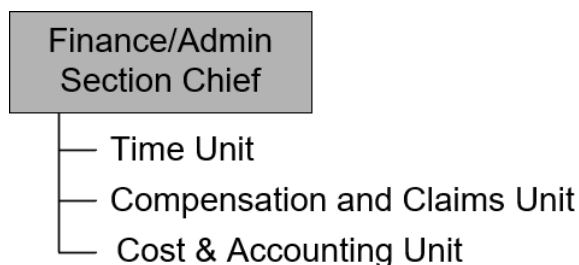 Finance/Admin
Section Chief
Time Unit
Compensation and Claims Unit
Cost & Accounting Unit